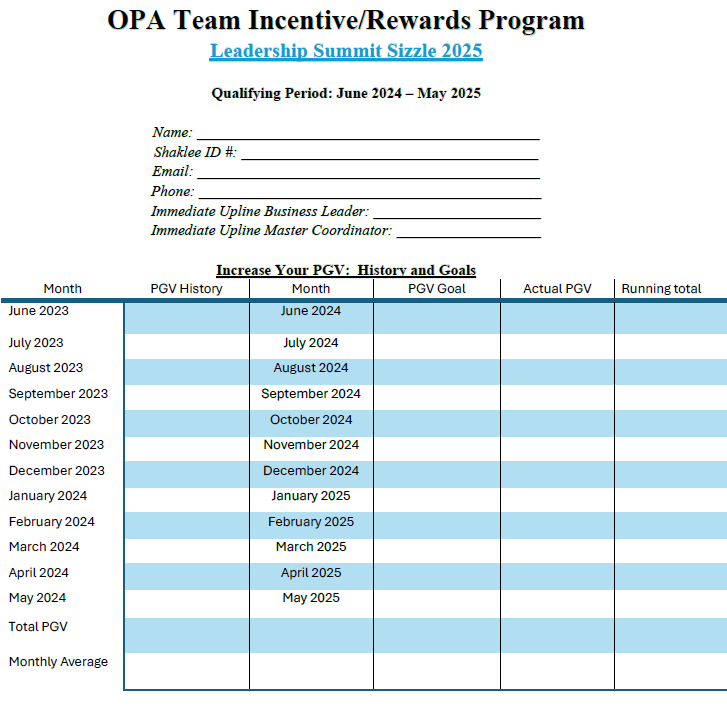 OPA Team Incentive/Rewards Program
Leadership Summit Sizzle 2025
Qualifying Period: June 2024 – May 2025
Name:
Shaklee ID #:
Email:
Phone:
Immediate Upline Business Leader:
Immediate Upline Master Coordinator:
Increase Your PGV:  History and Goals
Month PGV History Month PGV Goal Actual PGV Running total
June 2023 June 2024
July 2023 July 2024
August 2023 August 2024
September 2023 September 2024
October 2023 October 2024
November 2023 November 2024
December 2023 December 2024
January 2024 January 2025
February 2024 February 2025
March 2024 March 2025
April 2024 April 2025
May 2024 May 2025
Total PGV
Monthly Average